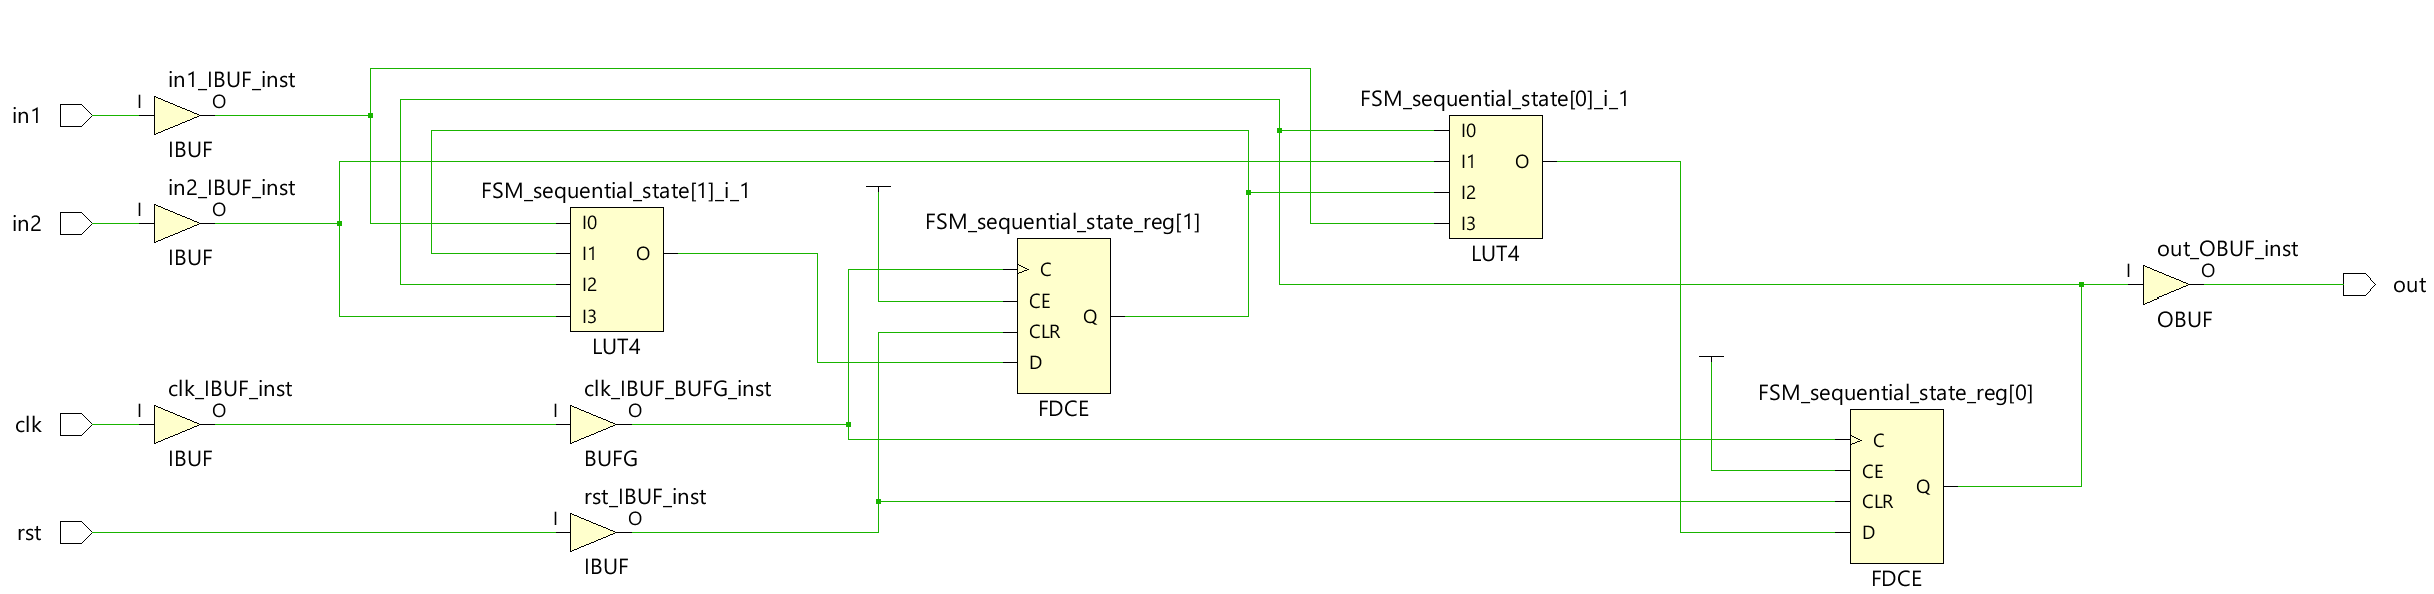 in1_IBUF_inst
I
O
in1
IBUF
in2_IBUF_inst
I
O
in2
IBUF
FSM_sequential_state[1]_i_1
I0
I1
O
I2
I3
LUT4
FSM_sequential_state_reg[1]
C
CE
Q
CLR
D
FDCE
FSM_sequential_state[0]_i_1
I0
I1
O
I2
I3
LUT4
out_OBUF_inst
I
O
out
OBUF
clk_IBUF_inst
I
O
clk
IBUF
clk_IBUF_BUFG_inst
I
O
BUFG
FSM_sequential_state_reg[0]
C
CE
Q
CLR
D
FDCE
rst_IBUF_inst
I
O
rst
IBUF